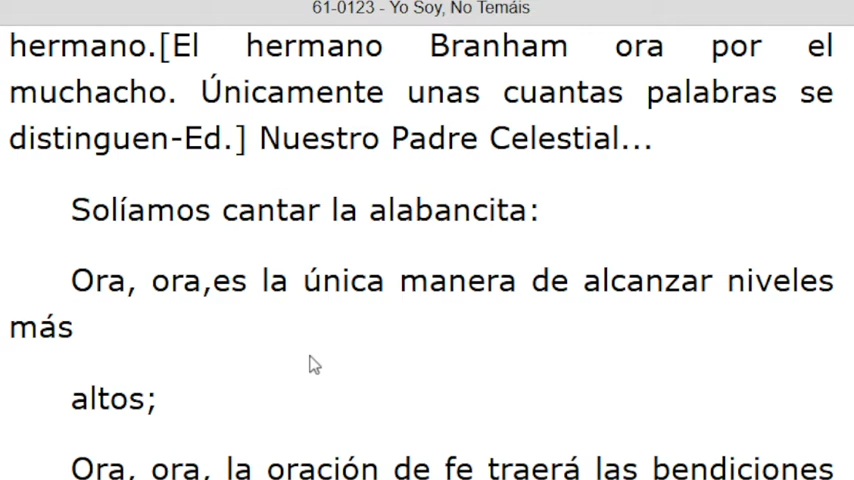 61-0123 - Yo Soy, No Temáis
hermano.[El hermano Branham ora por el
muchacho. Únicamente unas cuantas palabras se
distinguen-Ed.] Nuestro Padre Celestial...
Solíamos cantar la alabancita:
Ora, ora,es la única manera de alcanzar niveles
más
altos;
Ora, ora, la oración de fe traerá las bendiciones